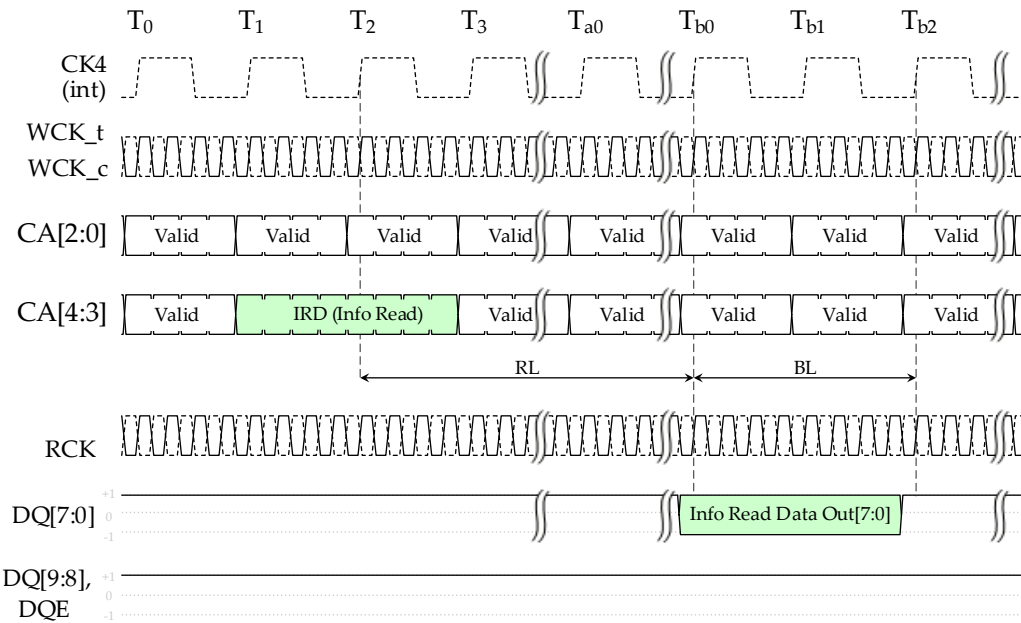 T0 T1 T2 T3 Ta0 Tb0 Tb1 Tb2
CK4
(int)
WCK_t
WCK_c
CA[2:0] Valid Valid Valid Valid Valid Valid Valid Valid
CA[4:3] Valid IRD (Info Read) Valid Valid Valid Valid Valid
RL BL
RCK
+1
DQ[7:0] 0 Info Read Data Out[7:0]
-1
DQ[9:8], +1
0
DQE
-1